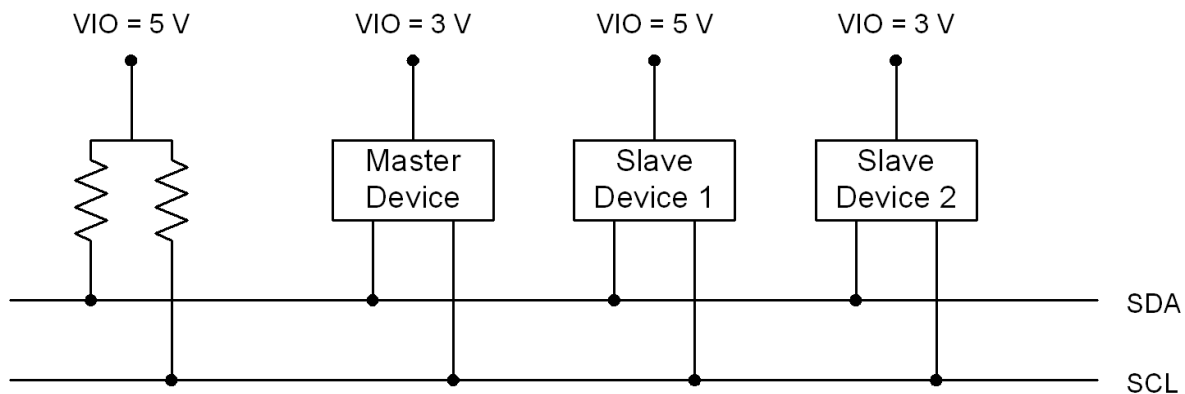 VIO = 5 V
VIO = 3 V
VIO = 5 V
VIO = 3 V
Master
Device
Slave
Device 1
Slave
Device 2
SDA
SCL